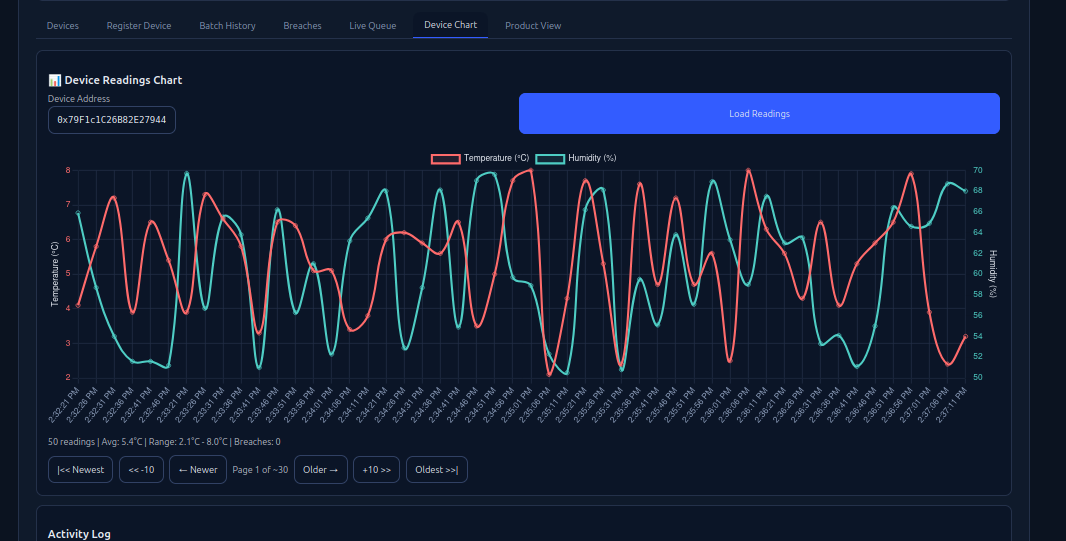 Devices Register Device Batch History Breaches Live Queue Device Chart Product View
📊 Device Readings Chart
Device Address
0x79F1c1C26B82E27944
Load Readings
Temperature (°C) Humidity (%)
8 7 6 5 4 3 2
Temperature (°C)
70 68 66 64 62 60 58 56 54 52 50
Humidity (%)
2:32:21 PM 2:32:26 PM 2:32:31 PM 2:32:36 PM 2:32:41 PM 2:32:46 PM 2:33:21 PM 2:33:26 PM 2:33:31 PM 2:33:36 PM 2:33:41 PM 2:33:56 PM 2:34:01 PM 2:34:06 PM 2:34:11 PM 2:34:21 PM 2:34:26 PM 2:34:31 PM 2:34:36 PM 2:34:41 PM 2:34:46 PM 2:34:51 PM 2:34:56 PM 2:35:01 PM 2:35:06 PM 2:35:11 PM 2:35:21 PM 2:35:26 PM 2:35:31 PM 2:35:36 PM 2:35:41 PM 2:35:46 PM 2:35:51 PM 2:35:56 PM 2:36:01 PM 2:36:06 PM 2:36:11 PM 2:36:21 PM 2:36:26 PM 2:36:31 PM 2:36:36 PM 2:36:41 PM 2:36:46 PM 2:36:51 PM 2:36:56 PM 2:37:01 PM 2:37:06 PM 2:37:11 PM
50 readings | Avg: 5.4°C | Range: 2.1°C - 8.0°C | Breaches: 0
|<< Newest << -10 ← Newer Page 1 of ~30 Older → +10 >> Oldest >>|
Activity Log